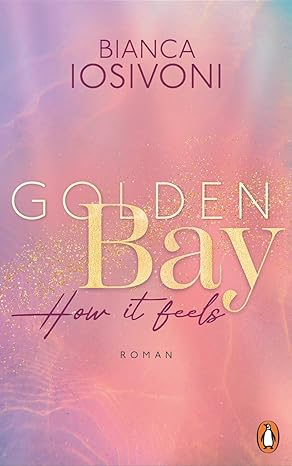 BIANCA
IOSIVONI
GOLDEN
Bay
How it feels
ROMAN